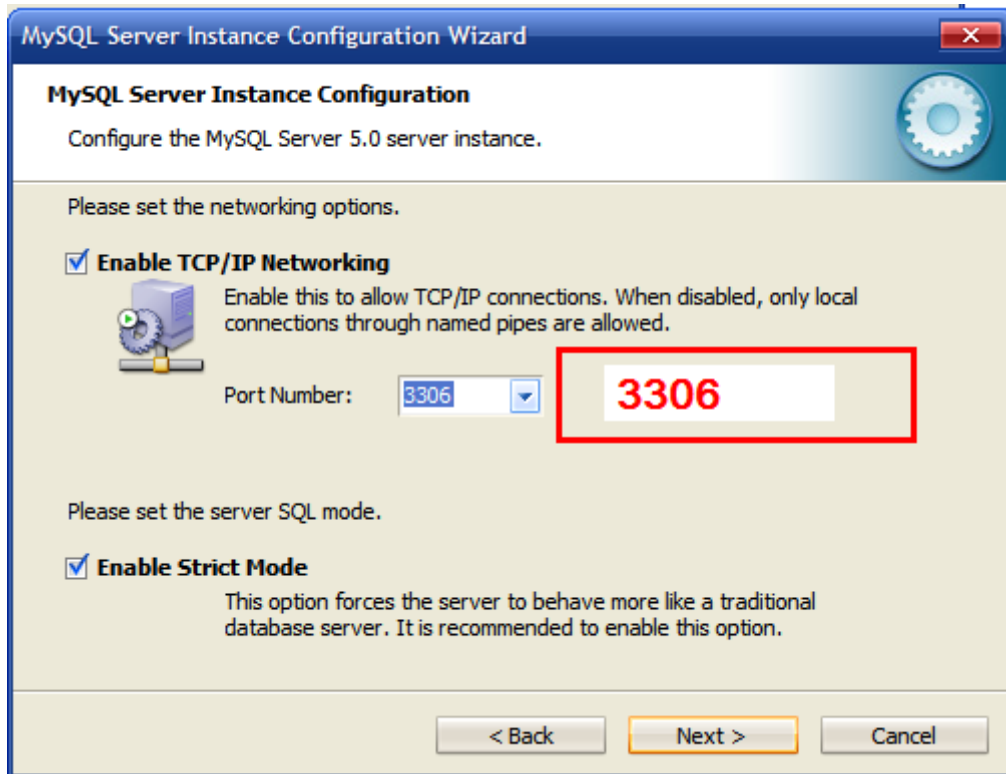 MySQL Server Instance Configuration Wizard
MySQL Server Instance Configuration
Configure the MySQL Server 5.0 server instance.
Please set the networking options.
Enable TCP/IP Networking
Enable this to allow TCP/IP connections. When disabled, only local
connections through named pipes are allowed.
Port Number: 3306 3306
Please set the server SQL mode.
Enable Strict Mode
This option forces the server to behave more like a traditional
database server. It is recommended to enable this option.
< Back Next > Cancel